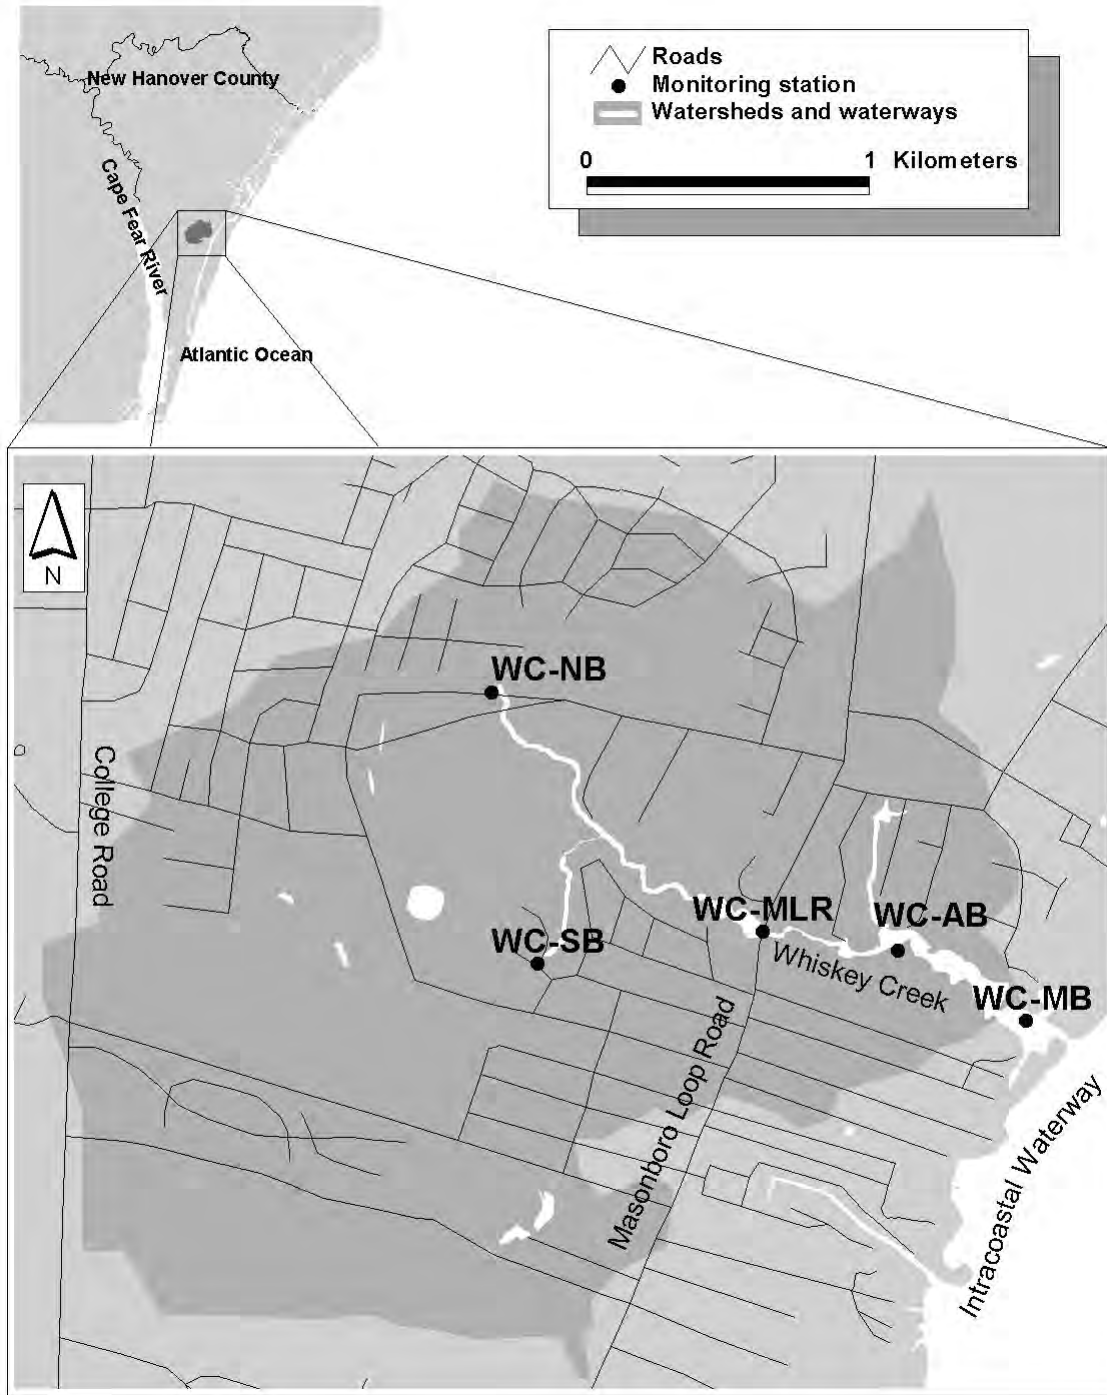 New Hanover County
Cape Fear River
Atlantic Ocean
Roads
Monitoring station
Watersheds and waterways
0 1 Kilometers
N
College Road
WC-NB
WC-SB
WC-MLR
WC-AB
WC-MB
Whiskey Creek
Masonboro Loop Road
Intracoastal Waterway